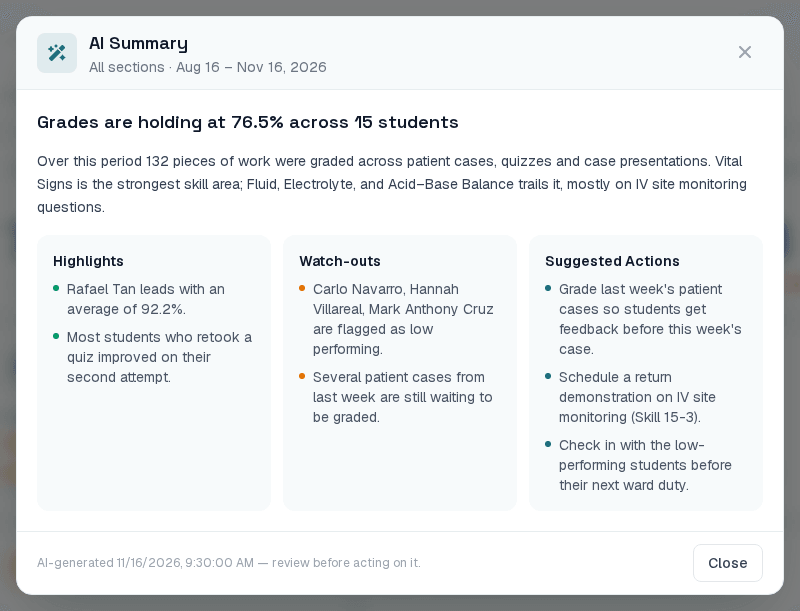 AI Summary
All sections · Aug 16 – Nov 16, 2026
Grades are holding at 76.5% across 15 students
Over this period 132 pieces of work were graded across patient cases, quizzes and case presentations. Vital
Signs is the strongest skill area; Fluid, Electrolyte, and Acid–Base Balance trails it, mostly on IV site monitoring
questions.
Highlights
Rafael Tan leads with an
average of 92.2%.
Most students who retook a
quiz improved on their
second attempt.
Watch-outs
Carlo Navarro, Hannah
Villareal, Mark Anthony Cruz
are flagged as low
performing.
Several patient cases from
last week are still waiting to
be graded.
Suggested Actions
Grade last week's patient
cases so students get
feedback before this week's
case.
Schedule a return
demonstration on IV site
monitoring (Skill 15-3).
Check in with the low-
performing students before
their next ward duty.
AI-generated 11/16/2026, 9:30:00 AM — review before acting on it.
Close